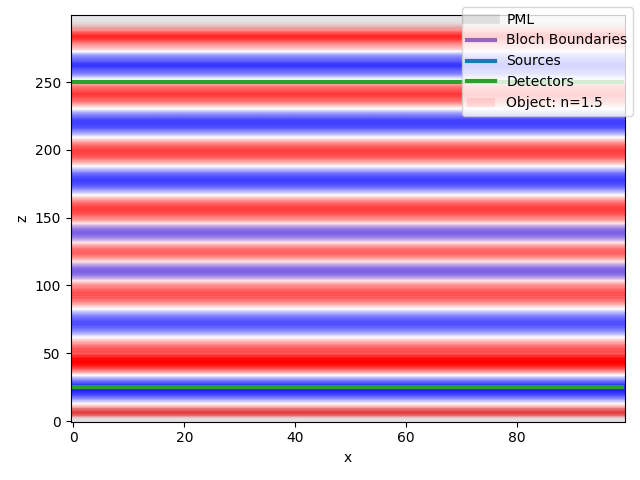 PML
Bloch Boundaries
Sources
Detectors
Object: n=1.5
250
200
150
100
50
0
z
0 20 40 60 80
x